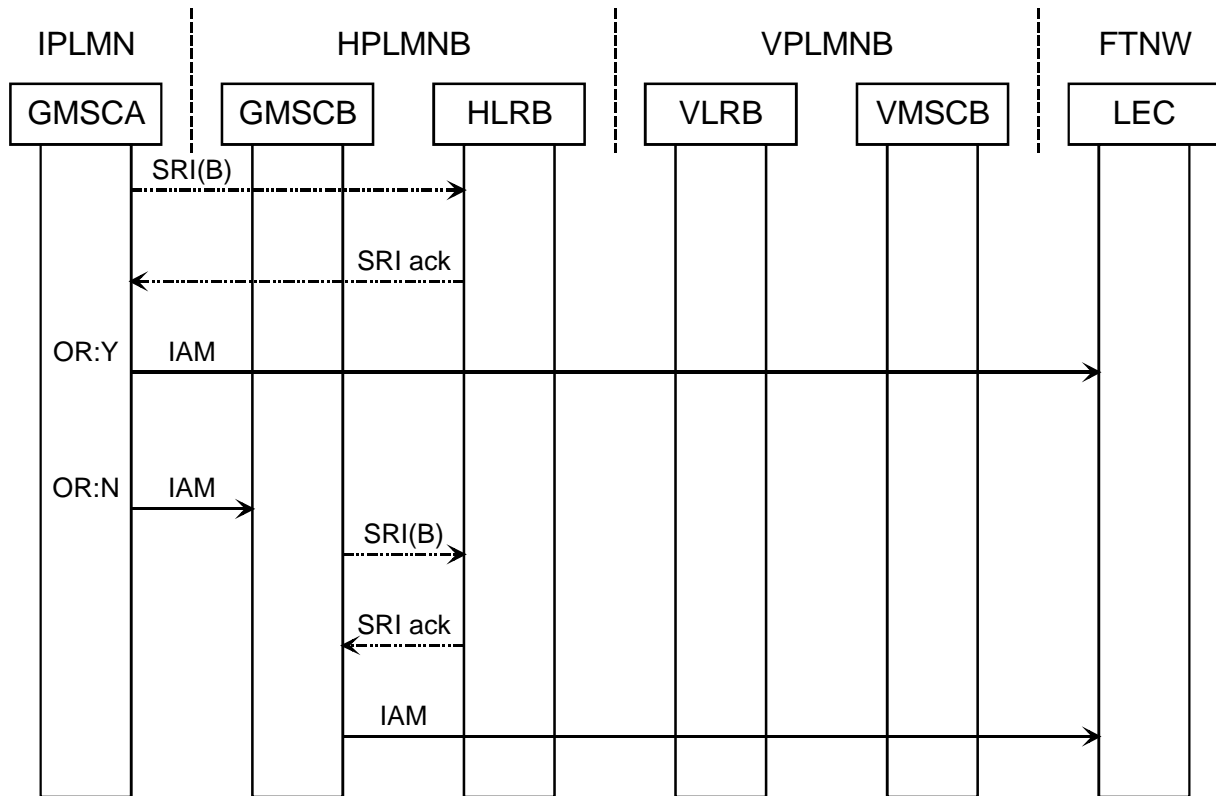 IPLMN HPLMNB VPLMNB FTNW
GMSCA GMSCB HLRB VLRB VMSCB LEC
SRI(B)
SRI ack
OR:Y IAM
OR:N IAM
SRI(B)
SRI ack
IAM